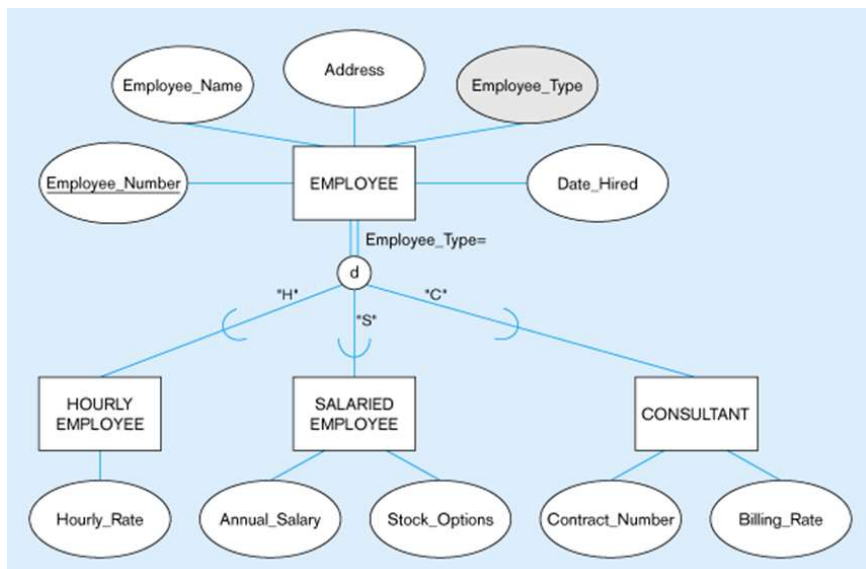 Address
Employee_Name
Employee_Type
Employee_Number
EMPLOYEE
Date_Hired
Employee_Type=
d
"H"
"C"
"S"
HOURLY
EMPLOYEE
SALARIED
EMPLOYEE
CONSULTANT
Hourly_Rate
Annual_Salary
Stock_Options
Contract_Number
Billing_Rate